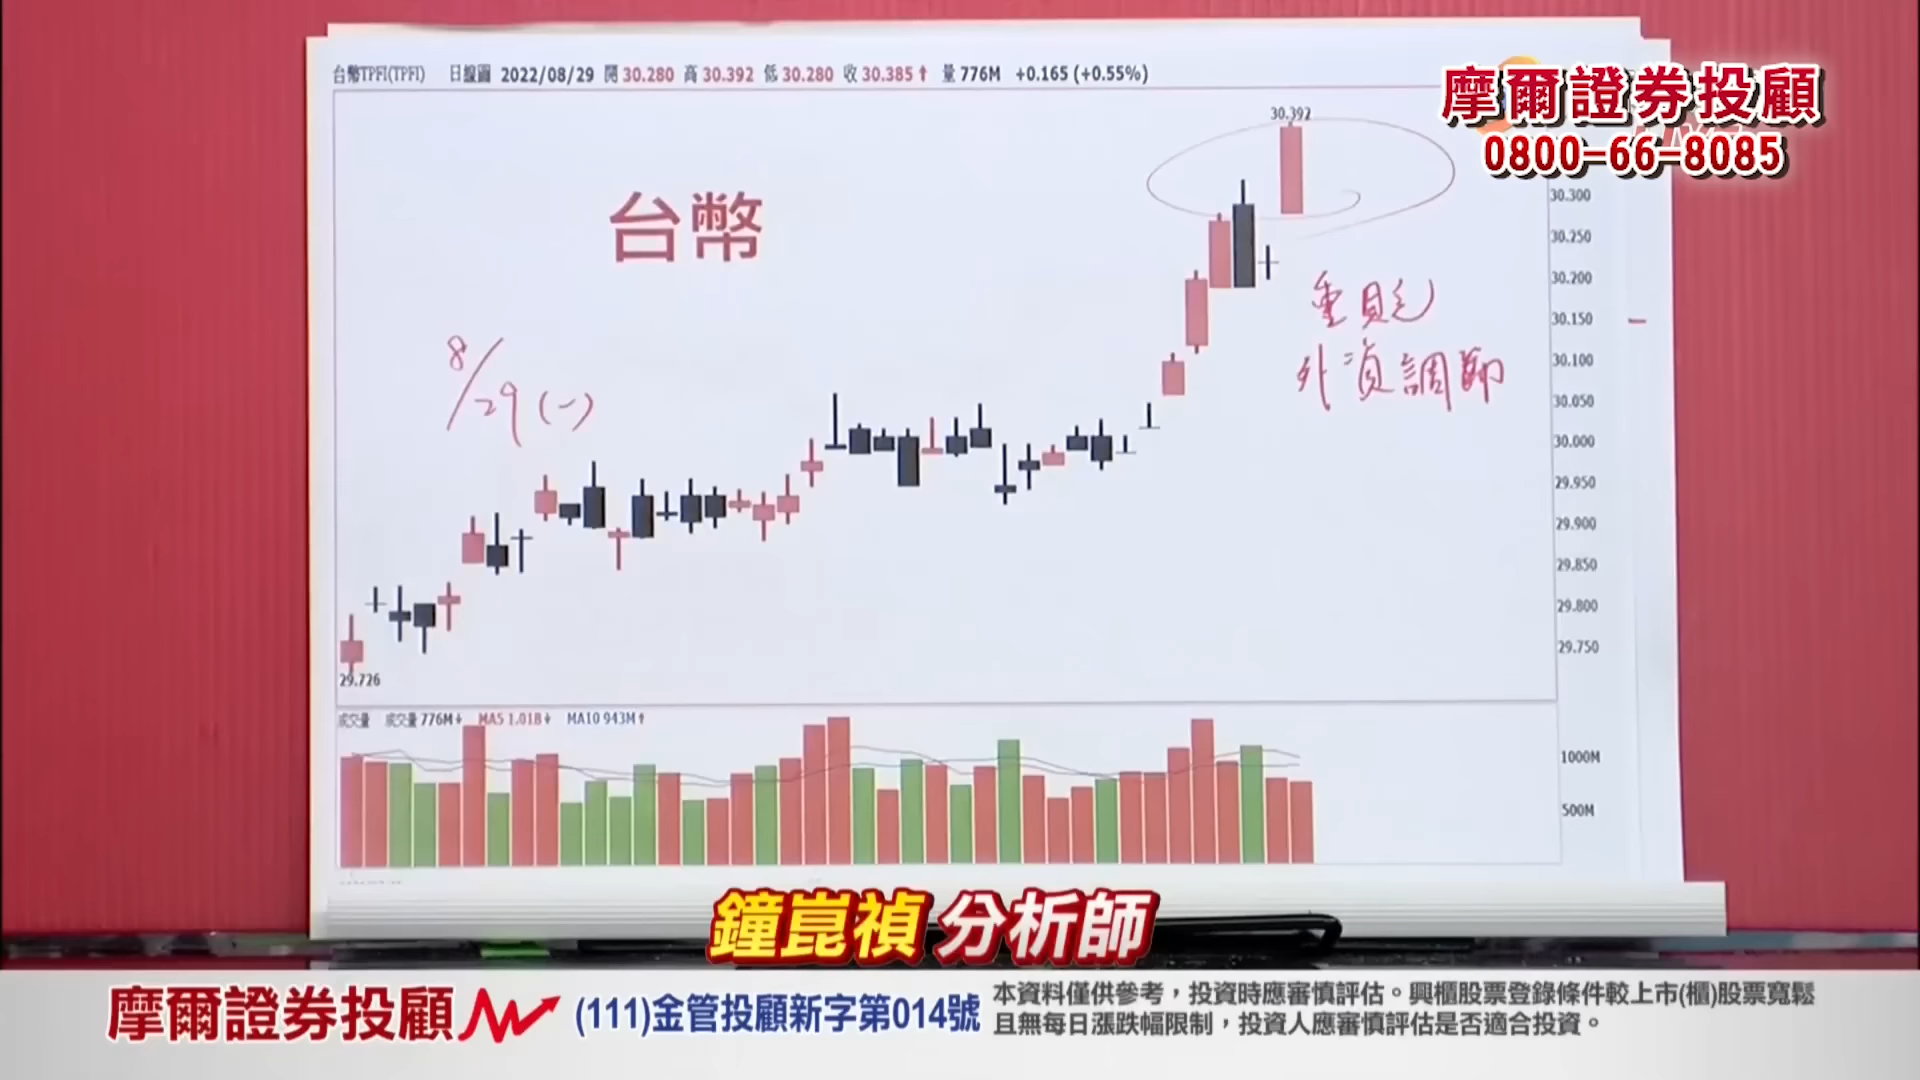 台幣TPFI(TPFI) 日線圖 2022/08/29 開 30.280 高 30.392 低 30.280 收 30.385↑ 量 776M +0.165 (+0.55%)
摩爾證券投顧
0800-66-8085
30.392
台幣
30.300
30.250
30.200
30.150
30.100
30.050
30.000
29.950
29.900
29.850
29.800
29.750
重貶
外資調節
8/29(一)
29.726
成交量 成交量 776M↓ MA5 1.01B↓ MA10 943M↑
1000M
500M
鐘崑禎 分析師
摩爾證券投顧 (111)金管投顧新字第014號
本資料僅供參考，投資時應審慎評估。興櫃股票登錄條件較上市(櫃)股票寬鬆
且無每日漲跌幅限制，投資人應審慎評估是否適合投資。